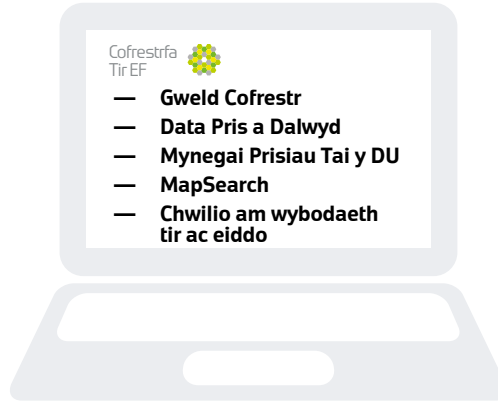 Cofrestrfa
Tir EF
— Gweld Cofrestr
— Data Pris a Dalwyd
— Mynegai Prisiau Tai y DU
— MapSearch
— Chwilio am wybodaeth
tir ac eiddo